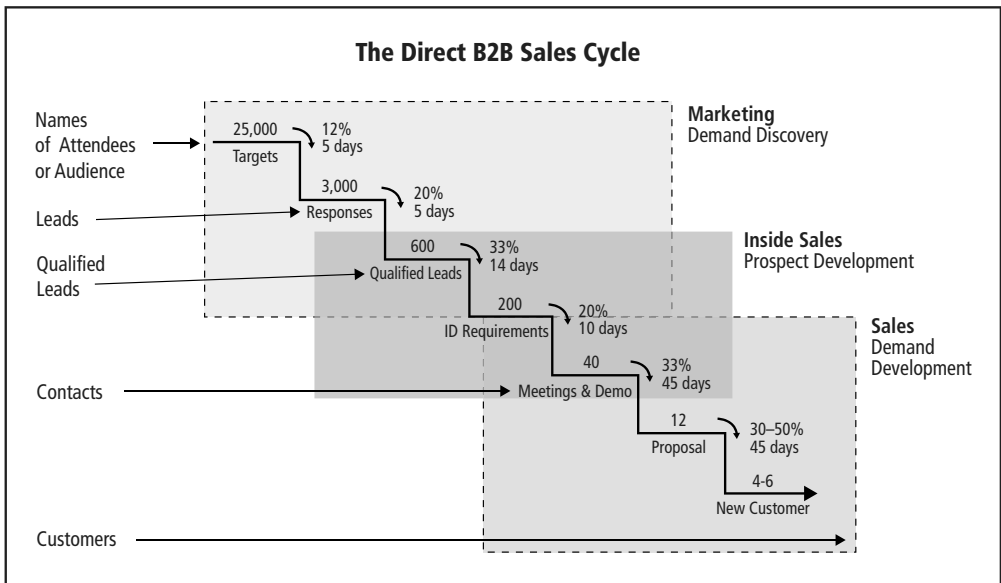 The Direct B2B Sales Cycle
Names
of Attendees
or Audience
25,000
Targets
12%
5 days
Marketing
Demand Discovery
Leads
3,000
Responses
20%
5 days
Qualified
Leads
600
Qualified Leads
33%
14 days
Inside Sales
Prospect Development
200
ID Requirements
20%
10 days
Sales
Demand
Development
Contacts
40
Meetings & Demo
33%
45 days
12
Proposal
30–50%
45 days
4-6
New Customer
Customers